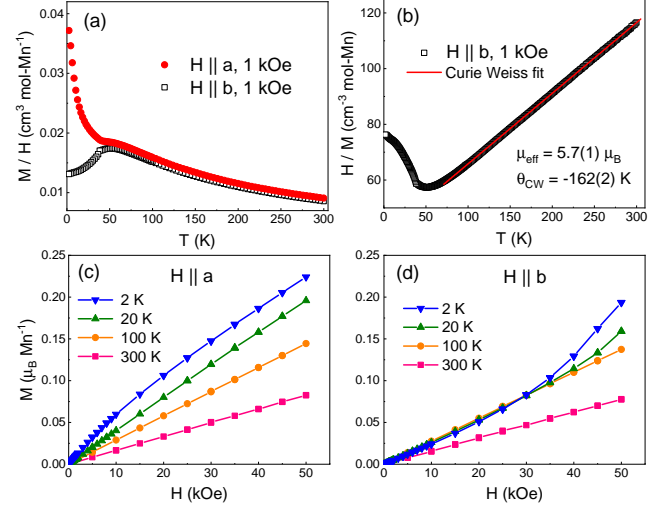 (a)
H || a, 1 kOe
H || b, 1 kOe
M / H (cm³ mol-Mn⁻¹)
0.04
0.03
0.02
0.01
0 50 100 150 200 250 300
T (K)
(b)
H || b, 1 kOe
Curie Weiss fit
μeff = 5.7(1) μB
θCW = -162(2) K
H / M (cm⁻³ mol-Mn)
120
100
80
60
0 50 100 150 200 250 300
T (K)
(c)
H || a
2 K
20 K
100 K
300 K
M (μB Mn⁻¹)
0.25
0.20
0.15
0.10
0.05
0.00
0 10 20 30 40 50
H (kOe)
(d)
H || b
2 K
20 K
100 K
300 K
0.25
0.20
0.15
0.10
0.05
0.00
0 10 20 30 40 50
H (kOe)